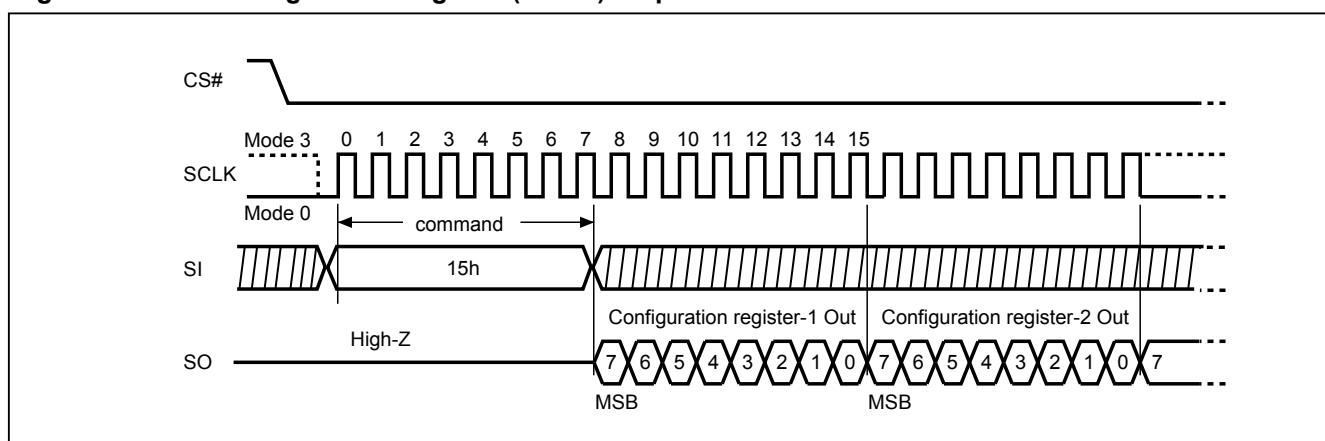 CS#
Mode 3
0 1 2 3 4 5 6 7 8 9 10 11 12 13 14 15
SCLK
Mode 0
command
SI
15h
Configuration register-1 Out Configuration register-2 Out
High-Z
SO
7 6 5 4 3 2 1 0 7 6 5 4 3 2 1 0 7
MSB MSB